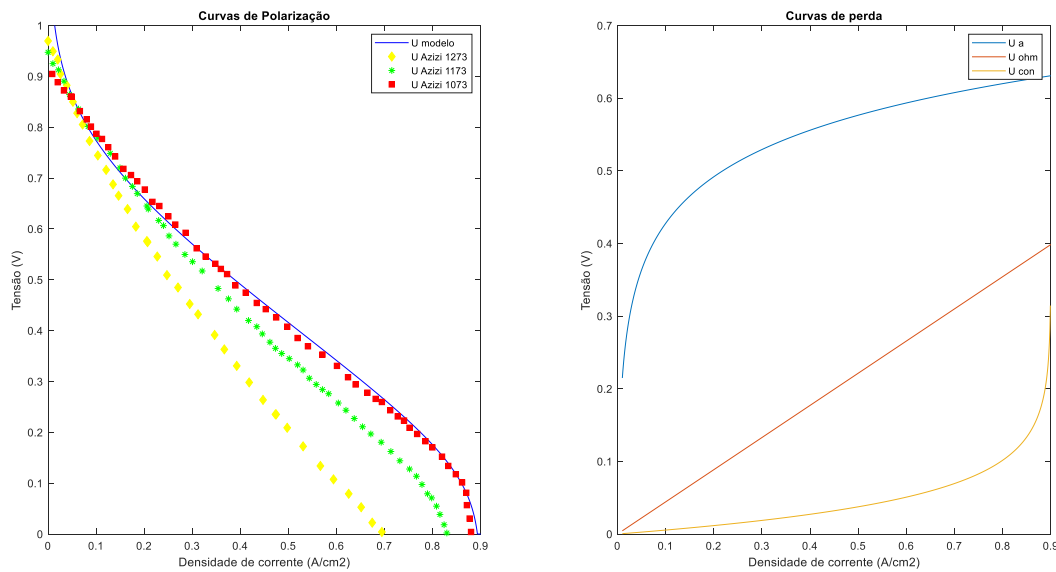 Curvas de Polarização
1
0.9
0.8
0.7
0.6
0.5
0.4
0.3
0.2
0.1
0
Tensão (V)
U modelo
U Azizi 1273
U Azizi 1173
U Azizi 1073
0 0.1 0.2 0.3 0.4 0.5 0.6 0.7 0.8 0.9
Densidade de corrente (A/cm2)
Curvas de perda
0.7
0.6
0.5
0.4
0.3
0.2
0.1
0
Tensão (V)
U a
U ohm
U con
0 0.1 0.2 0.3 0.4 0.5 0.6 0.7 0.8 0.9
Densidade de corrente (A/cm2)